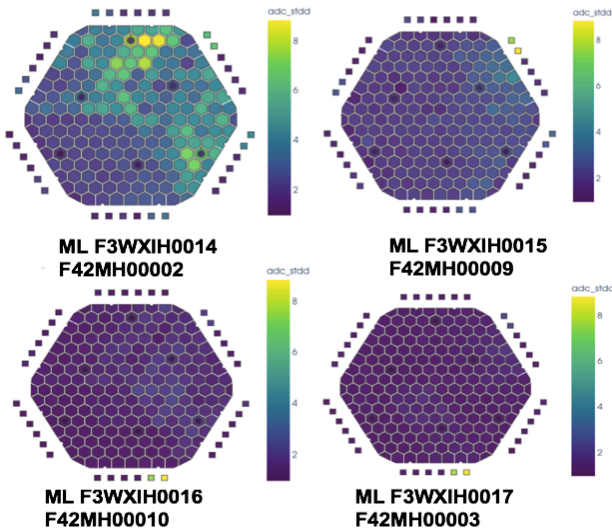 adc_stdd
8
6
4
2
adc_stdd
8
6
4
2
ML F3WXIH0014
F42MH00002
ML F3WXIH0015
F42MH00009
adc_stdd
8
6
4
2
adc_stdd
8
6
4
2
ML F3WXIH0016
F42MH00010
ML F3WXIH0017
F42MH00003